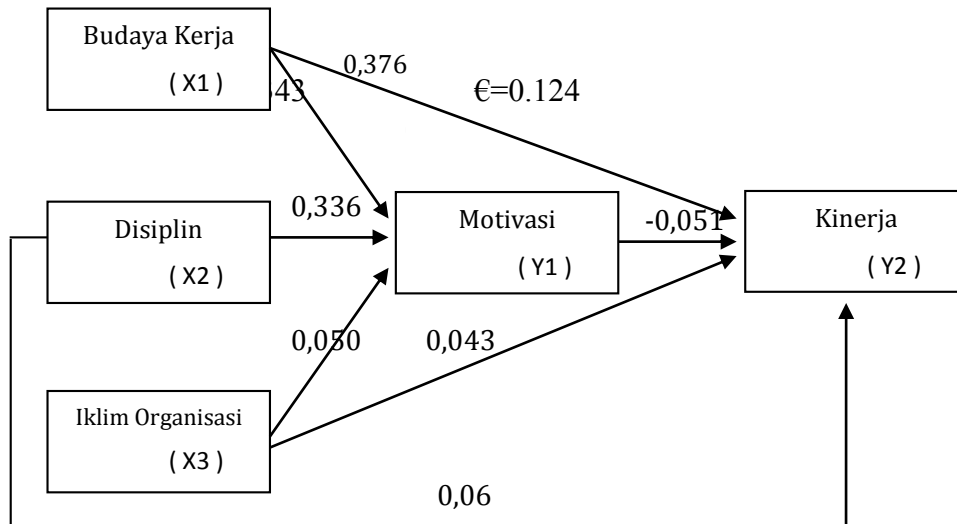 Budaya Kerja
( X1 )
0,376
43
€=0.124
Disiplin
( X2 )
0,336
Motivasi
( Y1 )
-0,051
Kinerja
( Y2 )
0,050
0,043
Iklim Organisasi
( X3 )
0,06